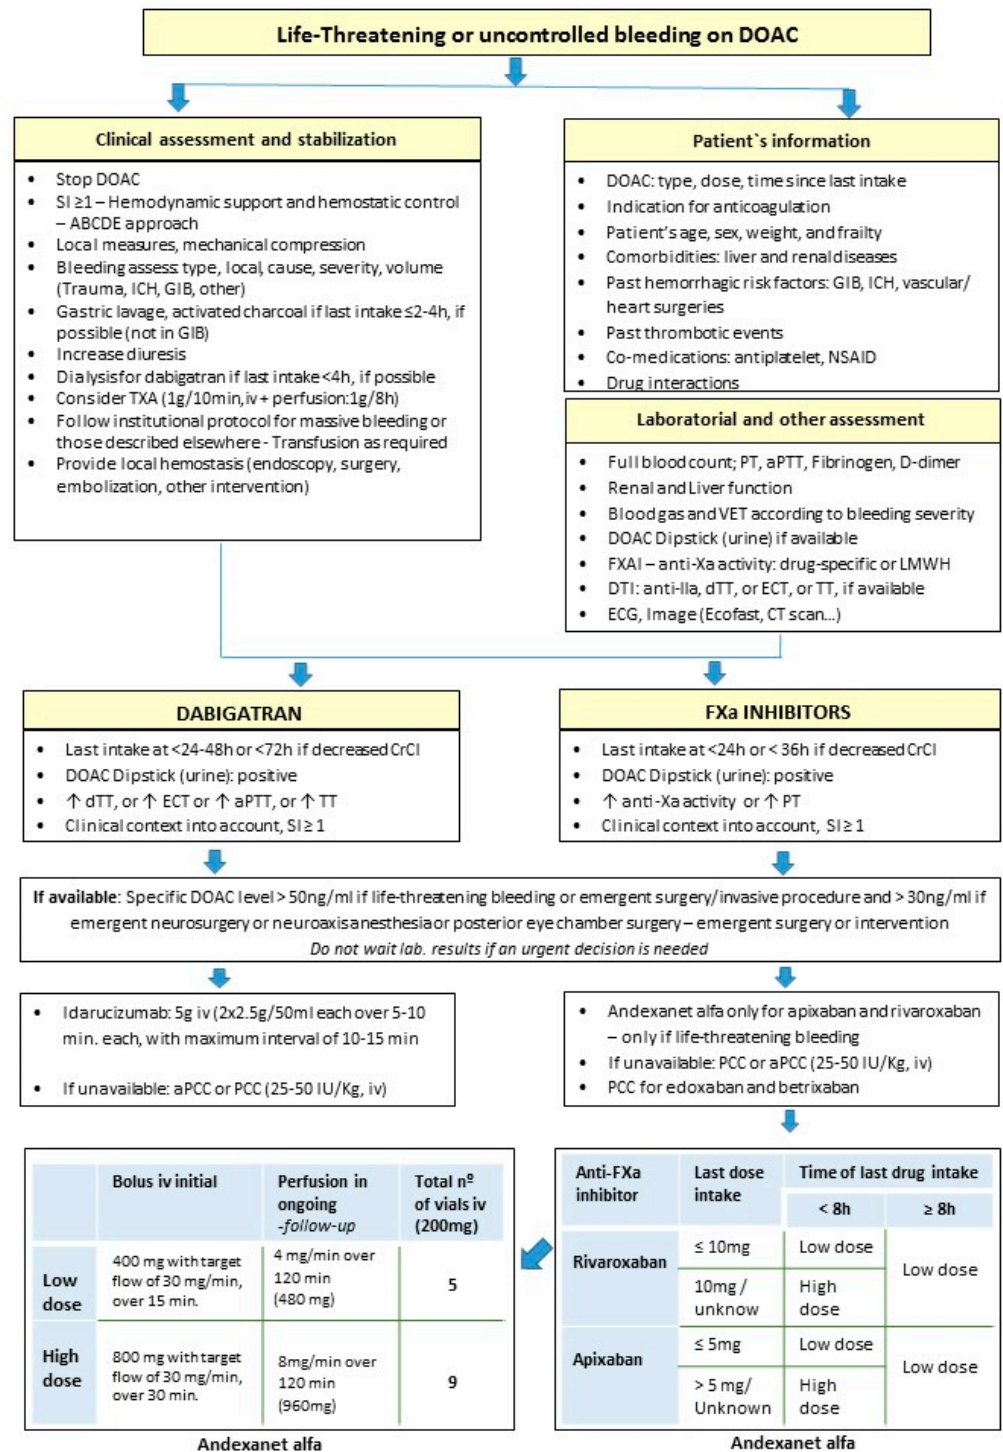 Life-Threatening or uncontrolled bleeding on DOAC
Clinical assessment and stabilization
• Stop DOAC
• SI ≥1 – Hemodynamic support and hemostatic control
– ABCDE approach
• Local measures, mechanical compression
• Bleeding assess: type, local, cause, severity, volume
(Trauma, ICH, GIB, other)
• Gastric lavage, activated charcoal if last intake ≤2-4h, if
possible (not in GIB)
• Increase diuresis
• Dialysis for dabigatran if last intake <4h, if possible
• Consider TXA (1g/10min, iv + perfusion:1g/8h)
• Follow institutional protocol for massive bleeding or
those described elsewhere - Transfusion as required
• Provide local hemostasis (endoscopy, surgery,
embolization, other intervention)
Patient`s information
• DOAC: type, dose, time since last intake
• Indication for anticoagulation
• Patient's age, sex, weight, and frailty
• Comorbidities: liver and renal diseases
• Past hemorrhagic risk factors: GIB, ICH, vascular/
heart surgeries
• Past thrombotic events
• Co-medications: antiplatelet, NSAID
• Drug interactions
Laboratorial and other assessment
• Full blood count; PT, aPTT, Fibrinogen, D-dimer
• Renal and Liver function
• Blood gas and VET according to bleeding severity
• DOAC Dipstick (urine) if available
• FXAI – anti-Xa activity: drug-specific or LMWH
• DTI: anti-IIa, dTT, or ECT, or TT, if available
• ECG, Image (Ecofast, CT scan...)
DABIGATRAN
• Last intake at <24-48h or <72h if decreased CrCl
• DOAC Dipstick (urine): positive
• ↑ dTT, or ↑ ECT or ↑ aPTT, or ↑ TT
• Clinical context into account, SI ≥ 1
FXa INHIBITORS
• Last intake at <24h or < 36h if decreased CrCl
• DOAC Dipstick (urine): positive
• ↑ anti-Xa activity or ↑ PT
• Clinical context into account, SI ≥ 1
If available: Specific DOAC level > 50ng/ml if life-threatening bleeding or emergent surgery/invasive procedure and > 30ng/ml if
emergent neurosurgery or neuroaxis anesthesia or posterior eye chamber surgery – emergent surgery or intervention
Do not wait lab. results if an urgent decision is needed
• Idarucizumab: 5g iv (2x2.5g/50ml each over 5-10
min. each, with maximum interval of 10-15 min
• If unavailable: aPCC or PCC (25-50 IU/Kg, iv)
• Andexanet alfa only for apixaban and rivaroxaban
– only if life-threatening bleeding
• If unavailable: PCC or aPCC (25-50 IU/Kg, iv)
• PCC for edoxaban and betrixaban
Bolus iv initial
Perfusion in
ongoing
-follow-up
Total nº
of vials iv
(200mg)
Low
dose
400 mg with target
flow of 30 mg/min,
over 15 min.
4 mg/min over
120 min
(480 mg)
5
High
dose
800 mg with target
flow of 30 mg/min,
over 30 min.
8mg/min over
120 min
(960mg)
9
Andexanet alfa
Anti-FXa
inhibitor
Last dose
intake
Time of last drug intake
< 8h
≥ 8h
Rivaroxaban
≤ 10mg
Low dose
Low dose
10mg /
unknow
High
dose
Apixaban
≤ 5mg
Low dose
Low dose
> 5 mg/
Unknown
High
dose
Andexanet alfa